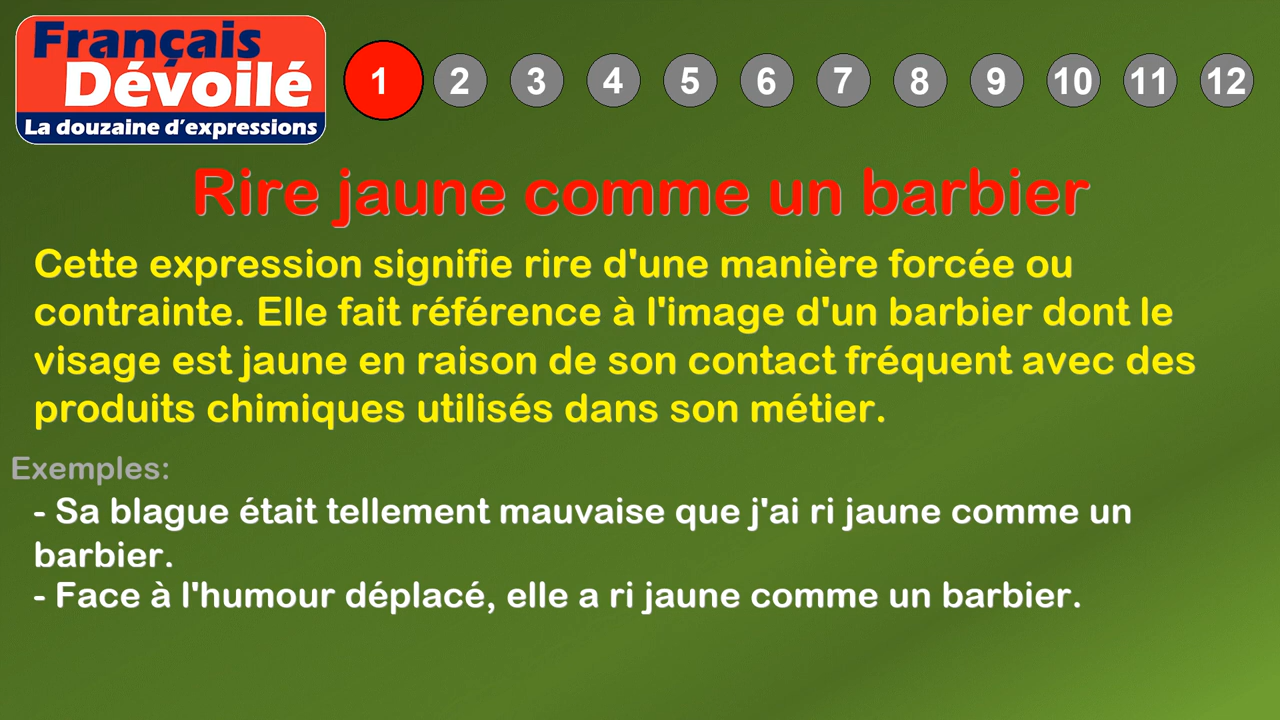 Français
Dévoilé
La douzaine d'expressions
1 2 3 4 5 6 7 8 9 10 11 12
Rire jaune comme un barbier
Cette expression signifie rire d'une manière forcée ou
contrainte. Elle fait référence à l'image d'un barbier dont le
visage est jaune en raison de son contact fréquent avec des
produits chimiques utilisés dans son métier.
Exemples:
- Sa blague était tellement mauvaise que j'ai ri jaune comme un
barbier.
- Face à l'humour déplacé, elle a ri jaune comme un barbier.